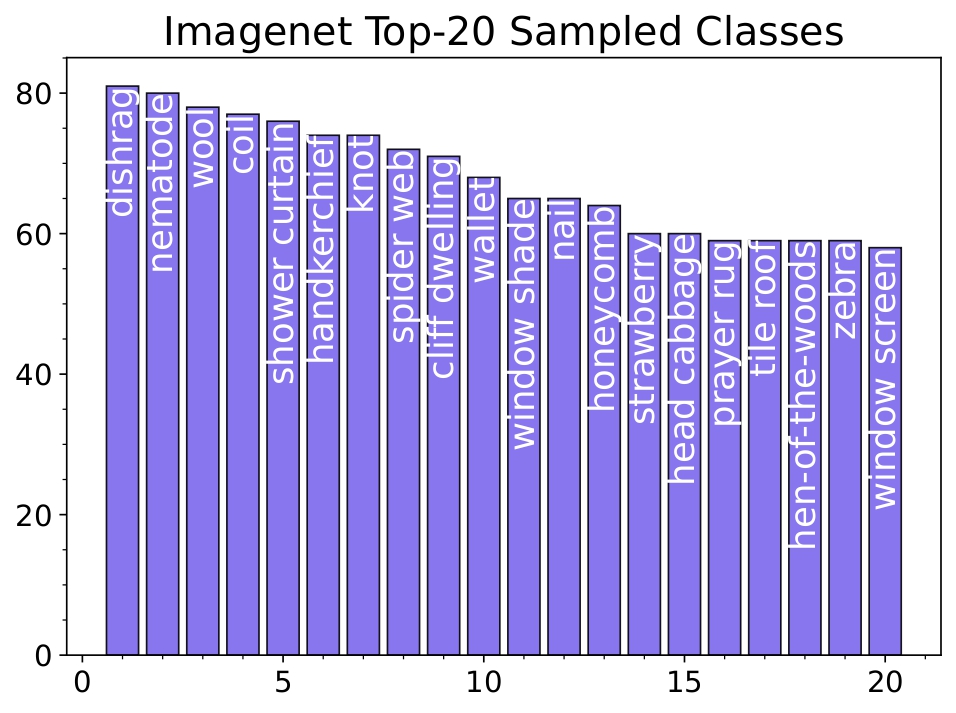 Imagenet Top-20 Sampled Classes
80
60
40
20
0
dishrag
nematode
wool
coil
shower curtain
handkerchief
knot
spider web
cliff dwelling
wallet
window shade
nail
honeycomb
strawberry
head cabbage
prayer rug
tile roof
hen-of-the-woods
zebra
window screen
0 5 10 15 20